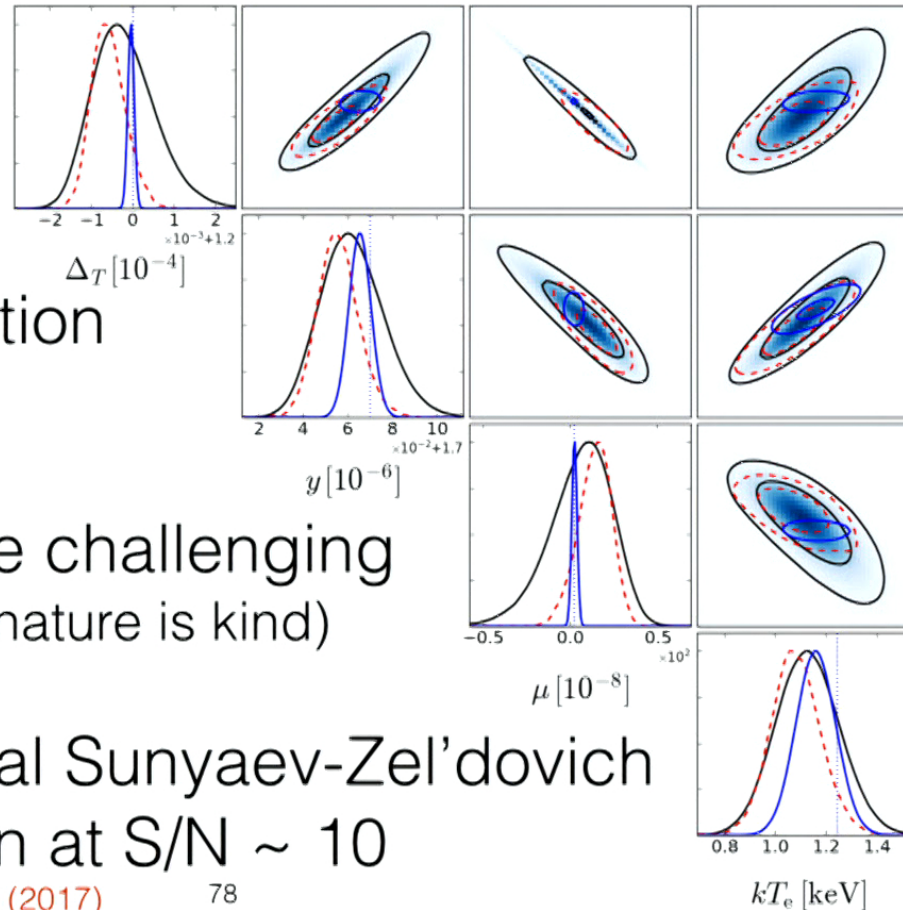 −2 −1 0 1 2
×10⁻³+1.2
Δ_T [10⁻⁴]
tion
2 4 6 8 10
×10⁻²+1.7
y [10⁻⁶]
e challenging
nature is kind)
−0.5 0.0 0.5
×10²
μ [10⁻⁸]
al Sunyaev-Zel’dovich
n at S/N ~ 10
0.8 1.0 1.2 1.4
(2017) 78
kT_e [keV]